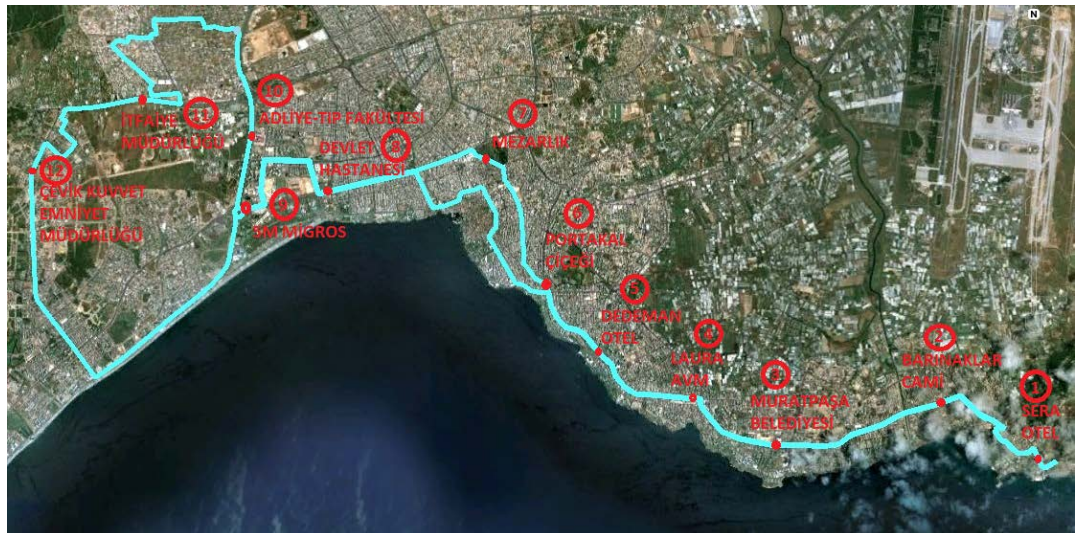 N
10
ADLİYE-TIP FAKÜLTESİ
11
İTFAİYE
MÜDÜRLÜĞÜ
12
ÇEVİK KUVVET
EMNİYET
MÜDÜRLÜĞÜ
9
5M MİGROS
8
DEVLET
HASTANESİ
7
MEZARLIK
6
PORTAKAL
ÇİÇEĞİ
5
DEDEMAN
OTEL
4
LAURA
AVM
3
MURATPAŞA
BELEDİYESİ
2
BARINAKLAR
CAMİ
1
SERA
OTEL